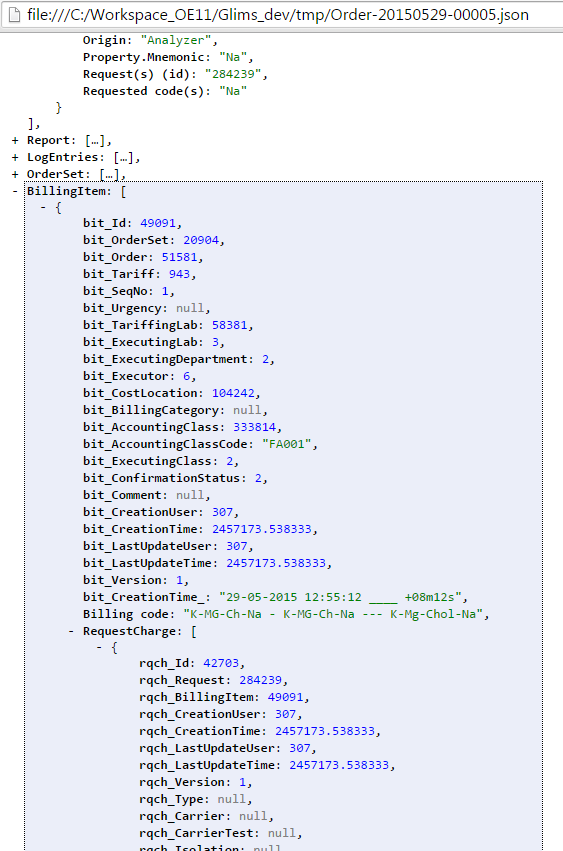 file:///C:/Workspace_OE11/Glims_dev/tmp/Order-20150529-00005.json
Origin: "Analyzer",
Property.Mnemonic: "Na",
Request(s) (id): "284239",
Requested code(s): "Na"
}
],
+ Report: […],
+ LogEntries: […],
+ OrderSet: […],
- BillingItem: [
- {
bit_Id: 49091,
bit_OrderSet: 20904,
bit_Order: 51581,
bit_Tariff: 943,
bit_SeqNo: 1,
bit_Urgency: null,
bit_TariffingLab: 58381,
bit_ExecutingLab: 3,
bit_ExecutingDepartment: 2,
bit_Executor: 6,
bit_CostLocation: 104242,
bit_BillingCategory: null,
bit_AccountingClass: 333814,
bit_AccountingClassCode: "FA001",
bit_ExecutingClass: 2,
bit_ConfirmationStatus: 2,
bit_Comment: null,
bit_CreationUser: 307,
bit_CreationTime: 2457173.538333,
bit_LastUpdateUser: 307,
bit_LastUpdateTime: 2457173.538333,
bit_Version: 1,
bit_CreationTime_: "29-05-2015 12:55:12 ____ +08m12s",
Billing code: "K-MG-Ch-Na - K-MG-Ch-Na --- K-Mg-Chol-Na",
- RequestCharge: [
- {
rqch_Id: 42703,
rqch_Request: 284239,
rqch_BillingItem: 49091,
rqch_CreationUser: 307,
rqch_CreationTime: 2457173.538333,
rqch_LastUpdateUser: 307,
rqch_LastUpdateTime: 2457173.538333,
rqch_Version: 1,
rqch_Type: null,
rqch_Carrier: null,
rqch_CarrierTest: null,
rqch_Isolation: null